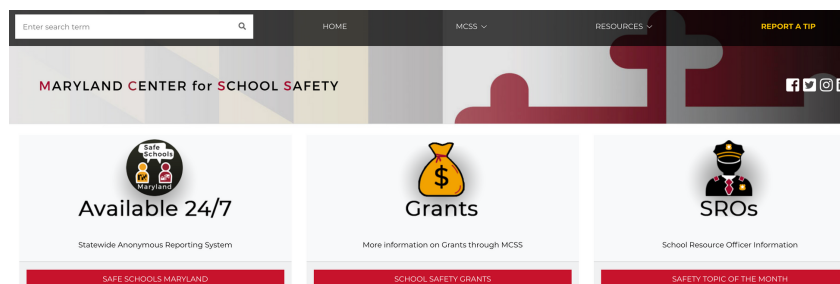 Enter search term
HOME
MCSS
RESOURCES
REPORT A TIP
MARYLAND CENTER for SCHOOL SAFETY
Safe
Schools
Maryland
Available 24/7
Statewide Anonymous Reporting System
SAFE SCHOOLS MARYLAND
$
Grants
More information on Grants through MCSS
SCHOOL SAFETY GRANTS
SROs
School Resource Officer Information
SAFETY TOPIC OF THE MONTH